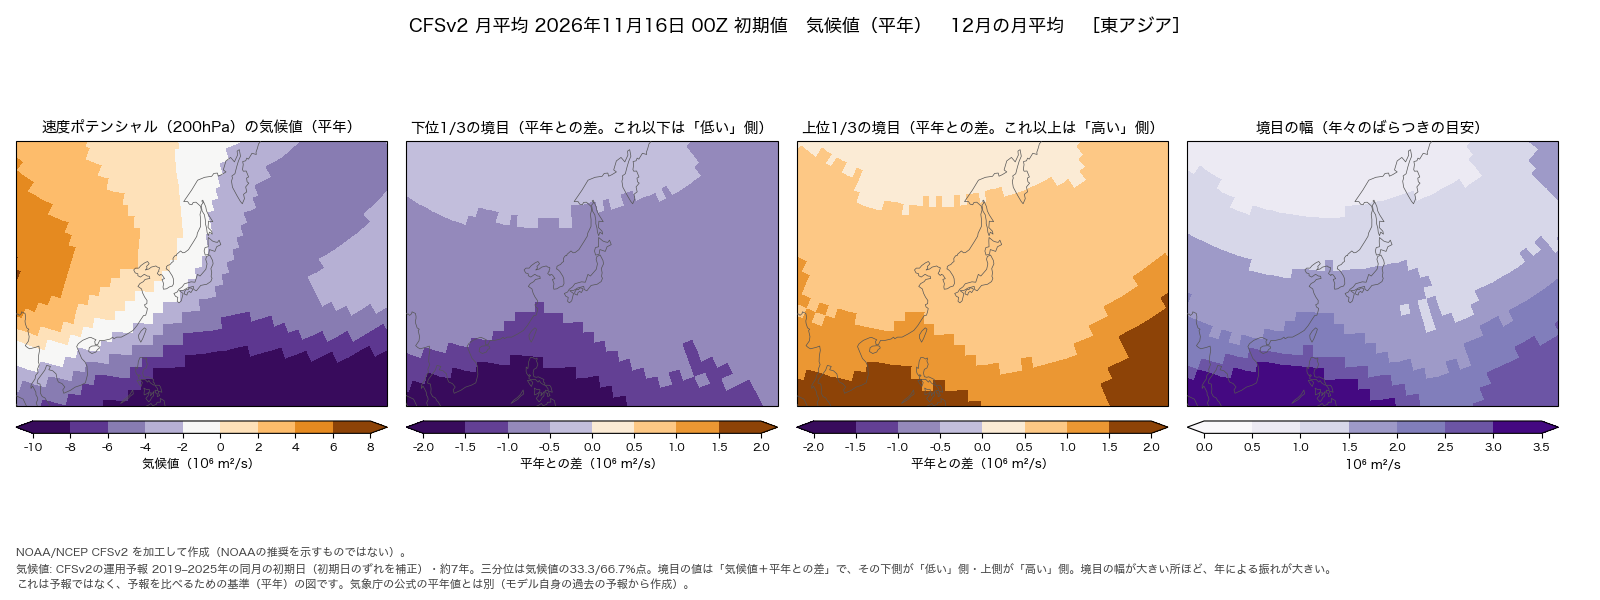 CFSv2 月平均 2026年11月16日 00Z 初期値　気候値（平年）　12月の月平均　［東アジア］
速度ポテンシャル（200hPa）の気候値（平年）
下位1/3の境目（平年との差。これ以下は「低い」側）
上位1/3の境目（平年との差。これ以上は「高い」側）
境目の幅（年々のばらつきの目安）
-10 -8 -6 -4 -2 0 2 4 6 8
気候値（10⁶ m²/s）
-2.0 -1.5 -1.0 -0.5 0.0 0.5 1.0 1.5 2.0
平年との差（10⁶ m²/s）
-2.0 -1.5 -1.0 -0.5 0.0 0.5 1.0 1.5 2.0
平年との差（10⁶ m²/s）
0.0 0.5 1.0 1.5 2.0 2.5 3.0 3.5
10⁶ m²/s
NOAA/NCEP CFSv2 を加工して作成（NOAAの推奨を示すものではない）。
気候値: CFSv2の運用予報 2019–2025年の同月の初期日（初期日のずれを補正）・約7年。三分位は気候値の33.3/66.7%点。境目の値は「気候値＋平年との差」で、その下側が「低い」側・上側が「高い」側。境目の幅が大きい所ほど、年による振れが大きい。
これは予報ではなく、予報を比べるための基準（平年）の図です。気象庁の公式の平年値とは別（モデル自身の過去の予報から作成）。